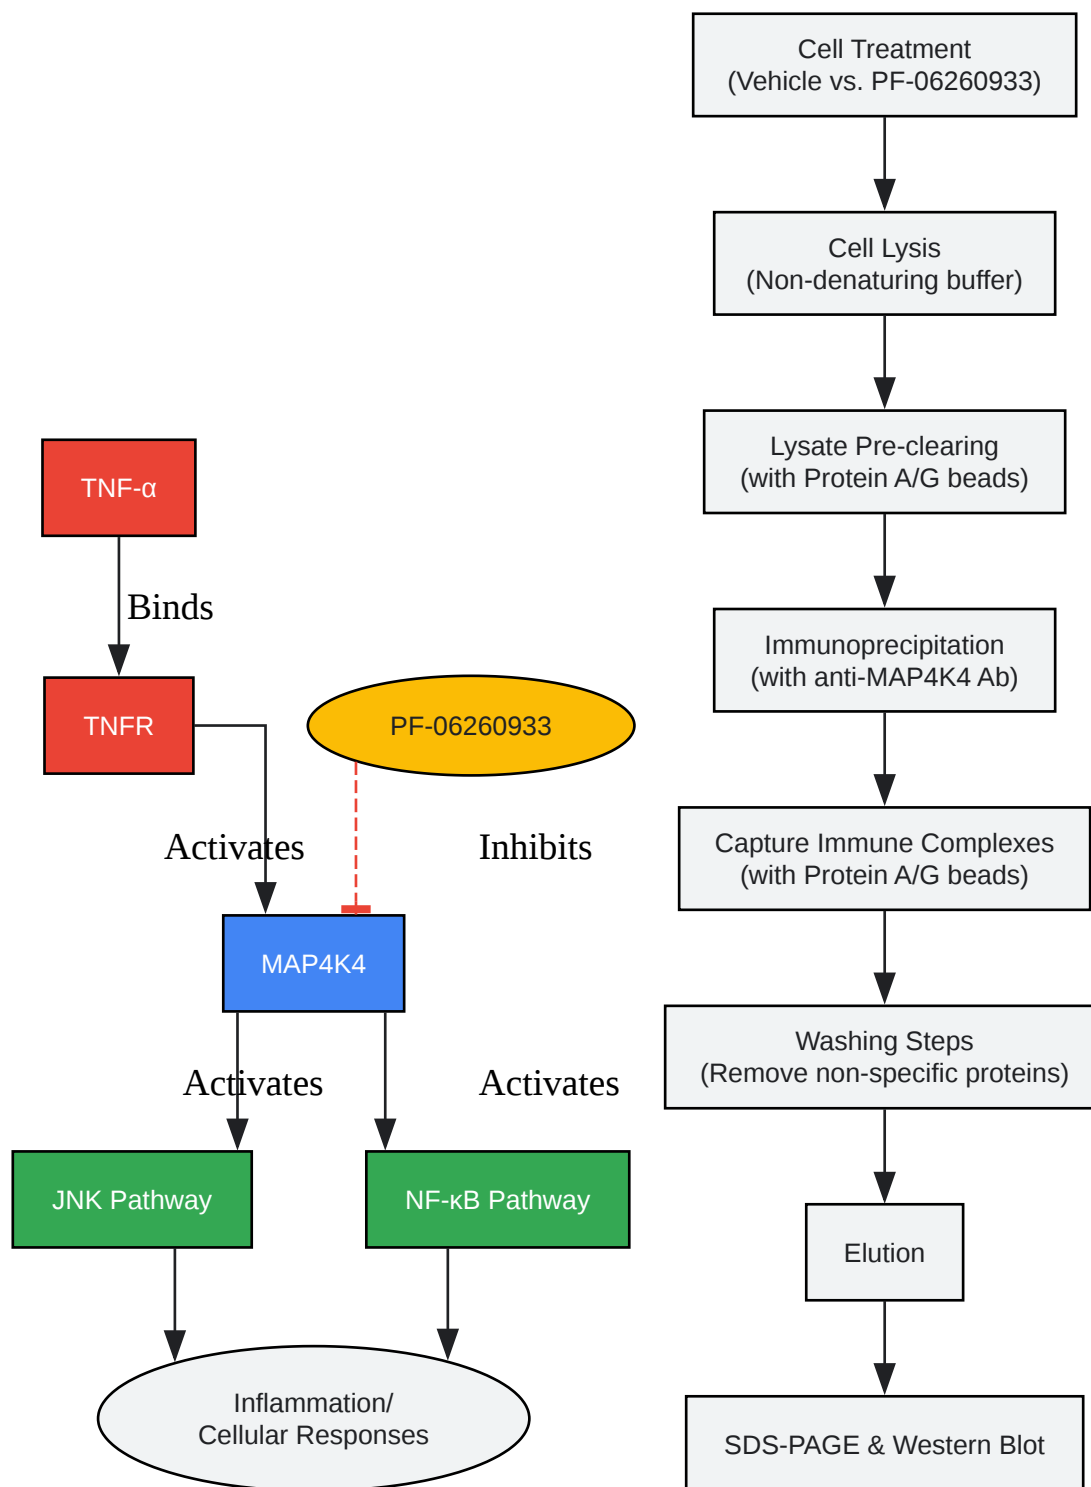 TNF-α
Binds
TNFR
PF-06260933
Activates
Inhibits
MAP4K4
Activates
Activates
JNK Pathway
NF-κB Pathway
Inflammation/
Cellular Responses
Cell Treatment
(Vehicle vs. PF-06260933)
Cell Lysis
(Non-denaturing buffer)
Lysate Pre-clearing
(with Protein A/G beads)
Immunoprecipitation
(with anti-MAP4K4 Ab)
Capture Immune Complexes
(with Protein A/G beads)
Washing Steps
(Remove non-specific proteins)
Elution
SDS-PAGE & Western Blot